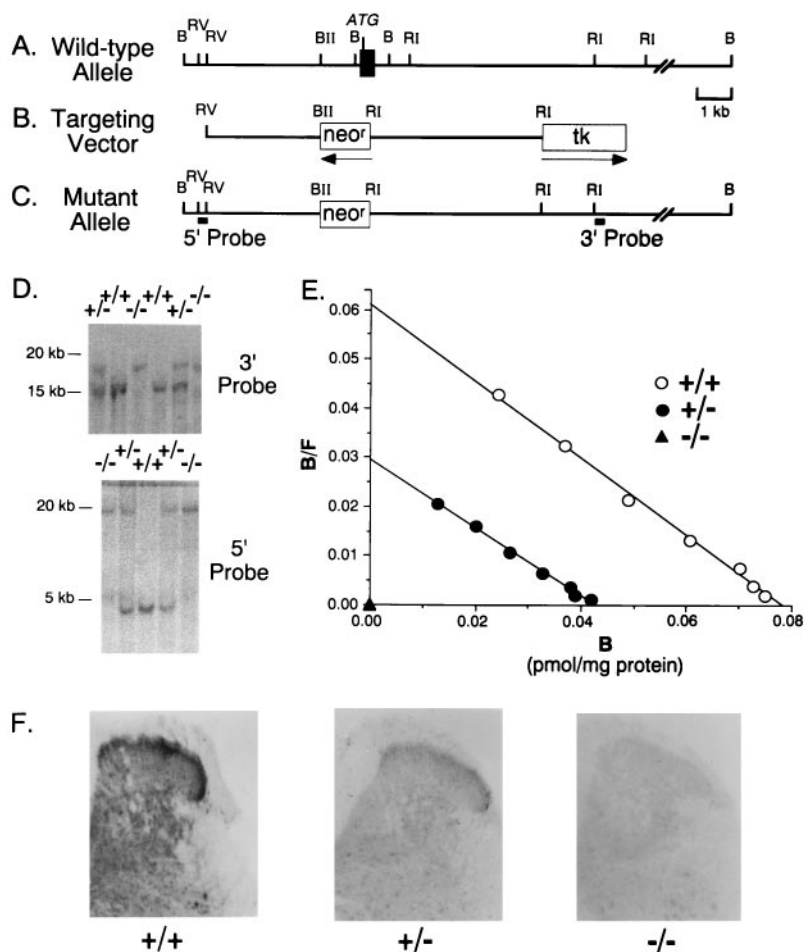 A. Wild-type Allele
B RV RV BII B ATG B RI RI RI B
1 kb
B. Targeting Vector
RV BII neoʳ RI RI tk
C. Mutant Allele
B RV RV BII neoʳ RI RI RI B
5' Probe 3' Probe
D.
+/- +/+ -/- +/+ +/- -/-
20 kb
15 kb
3' Probe
-/- +/- +/+ +/- -/-
20 kb
5 kb
5' Probe
E.
0.06
0.05
0.04
0.03
0.02
0.01
0.00
B/F
+/+
+/-
-/-
0.00 0.02 0.04 0.06 0.08
B
(pmol/mg protein)
F.
+/+ +/- -/-